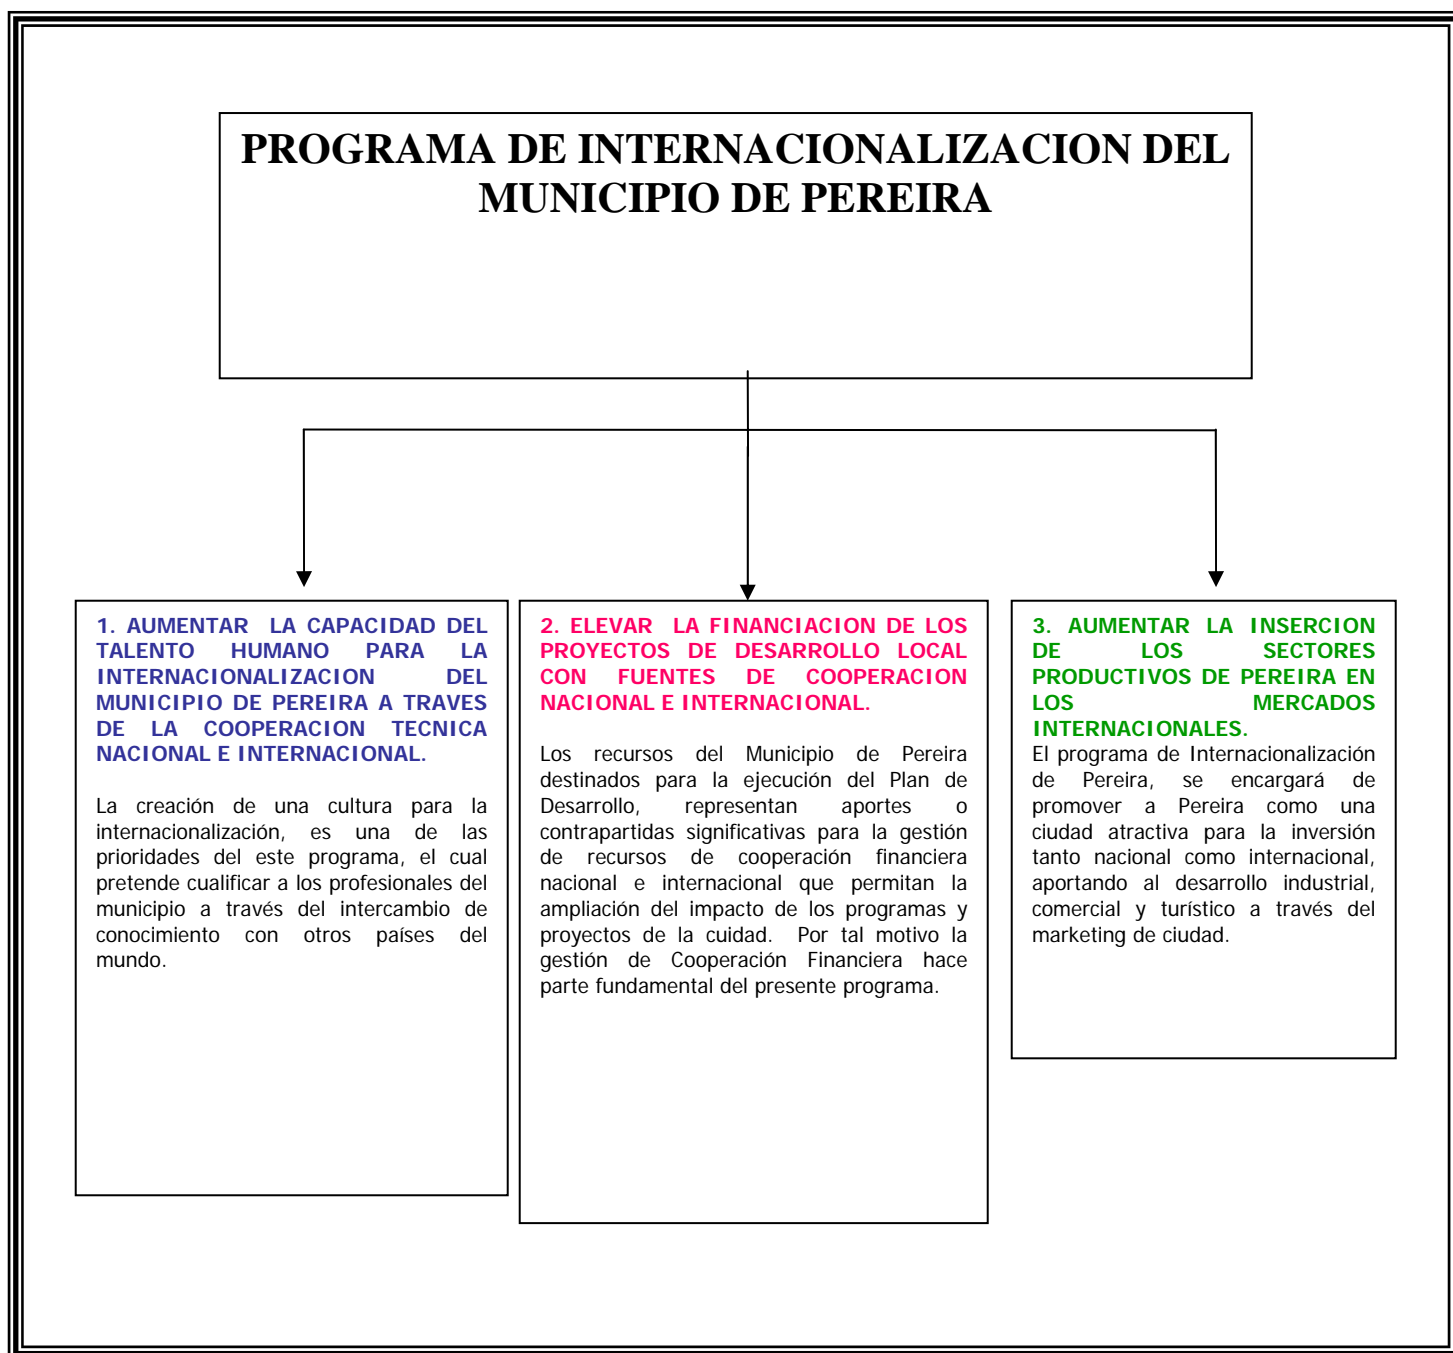 PROGRAMA DE INTERNACIONALIZACION DEL
MUNICIPIO DE PEREIRA
1. AUMENTAR LA CAPACIDAD DEL
TALENTO HUMANO PARA LA
INTERNACIONALIZACION DEL
MUNICIPIO DE PEREIRA A TRAVES
DE LA COOPERACION TECNICA
NACIONAL E INTERNACIONAL.
La creación de una cultura para la
internacionalización, es una de las
prioridades del este programa, el cual
pretende cualificar a los profesionales del
municipio a través del intercambio de
conocimiento con otros países del
mundo.
2. ELEVAR LA FINANCIACION DE LOS
PROYECTOS DE DESARROLLO LOCAL
CON FUENTES DE COOPERACION
NACIONAL E INTERNACIONAL.
Los recursos del Municipio de Pereira
destinados para la ejecución del Plan de
Desarrollo, representan aportes o
contrapartidas significativas para la gestión
de recursos de cooperación financiera
nacional e internacional que permitan la
ampliación del impacto de los programas y
proyectos de la cuidad. Por tal motivo la
gestión de Cooperación Financiera hace
parte fundamental del presente programa.
3. AUMENTAR LA INSERCION
DE LOS SECTORES
PRODUCTIVOS DE PEREIRA EN
LOS MERCADOS
INTERNACIONALES.
El programa de Internacionalización
de Pereira, se encargará de
promover a Pereira como una
ciudad atractiva para la inversión
tanto nacional como internacional,
aportando al desarrollo industrial,
comercial y turístico a través del
marketing de ciudad.